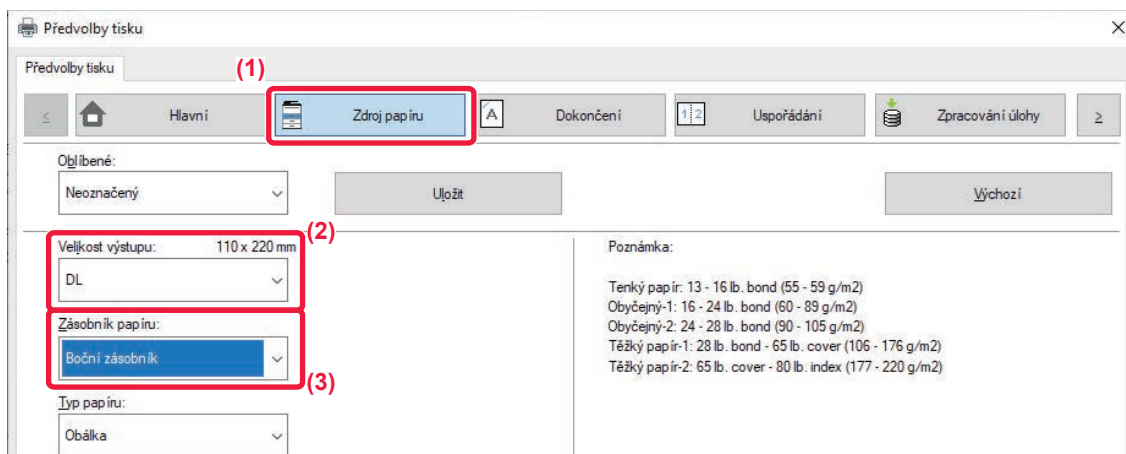 Předvolby tisku
Předvolby tisku
(1)
< Hlavní Zdroj papíru A Dokončení 1 2 Uspořádání Zpracování úlohy >
Oblíbené:
Neoznačený Uložit Výchozí
Velikost výstupu: 110 x 220 mm (2)
DL
Zásobník papíru:
Boční zásobník
(3)
Typ papíru:
Obálka
Poznámka:
Tenký papír: 13 - 16 lb. bond (55 - 59 g/m2)
Obyčejný-1: 16 - 24 lb. bond (60 - 89 g/m2)
Obyčejný-2: 24 - 28 lb. bond (90 - 105 g/m2)
Těžký papír-1: 28 lb. bond - 65 lb. cover (106 - 176 g/m2)
Těžký papír-2: 65 lb. cover - 80 lb. index (177 - 220 g/m2)